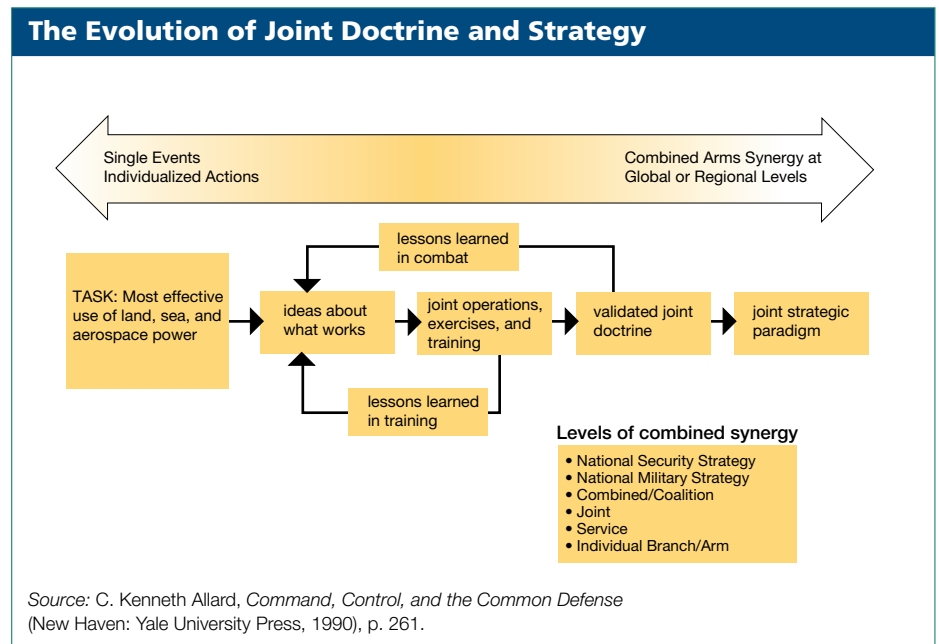 The Evolution of Joint Doctrine and Strategy
Single Events
Individualized Actions
Combined Arms Synergy at
Global or Regional Levels
lessons learned
in combat
TASK: Most effective
use of land, sea, and
aerospace power
ideas about
what works
joint operations,
exercises, and
training
validated joint
doctrine
joint strategic
paradigm
lessons learned
in training
Levels of combined synergy
• National Security Strategy
• National Military Strategy
• Combined/Coalition
• Joint
• Service
• Individual Branch/Arm
Source: C. Kenneth Allard, Command, Control, and the Common Defense
(New Haven: Yale University Press, 1990), p. 261.